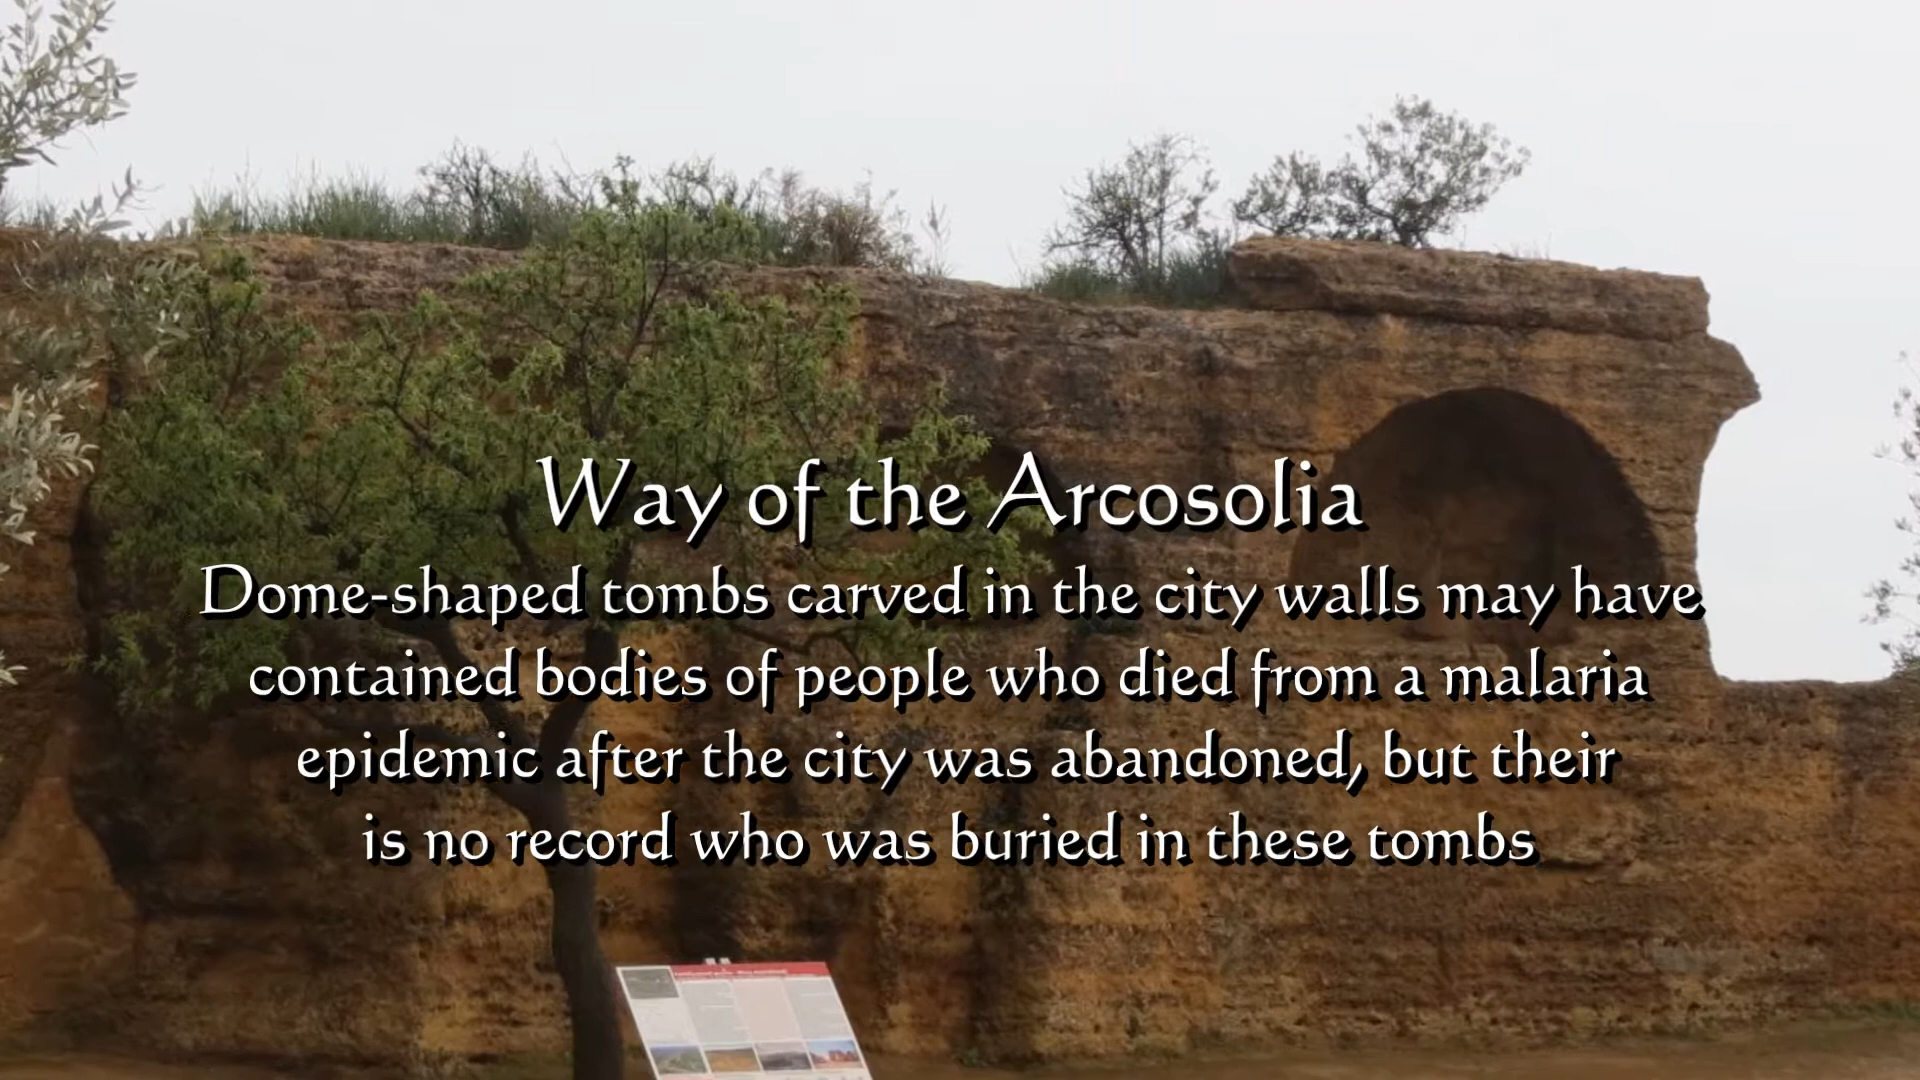 Way of the Arcosolia
Dome-shaped tombs carved in the city walls may have
contained bodies of people who died from a malaria
epidemic after the city was abandoned, but their
is no record who was buried in these tombs